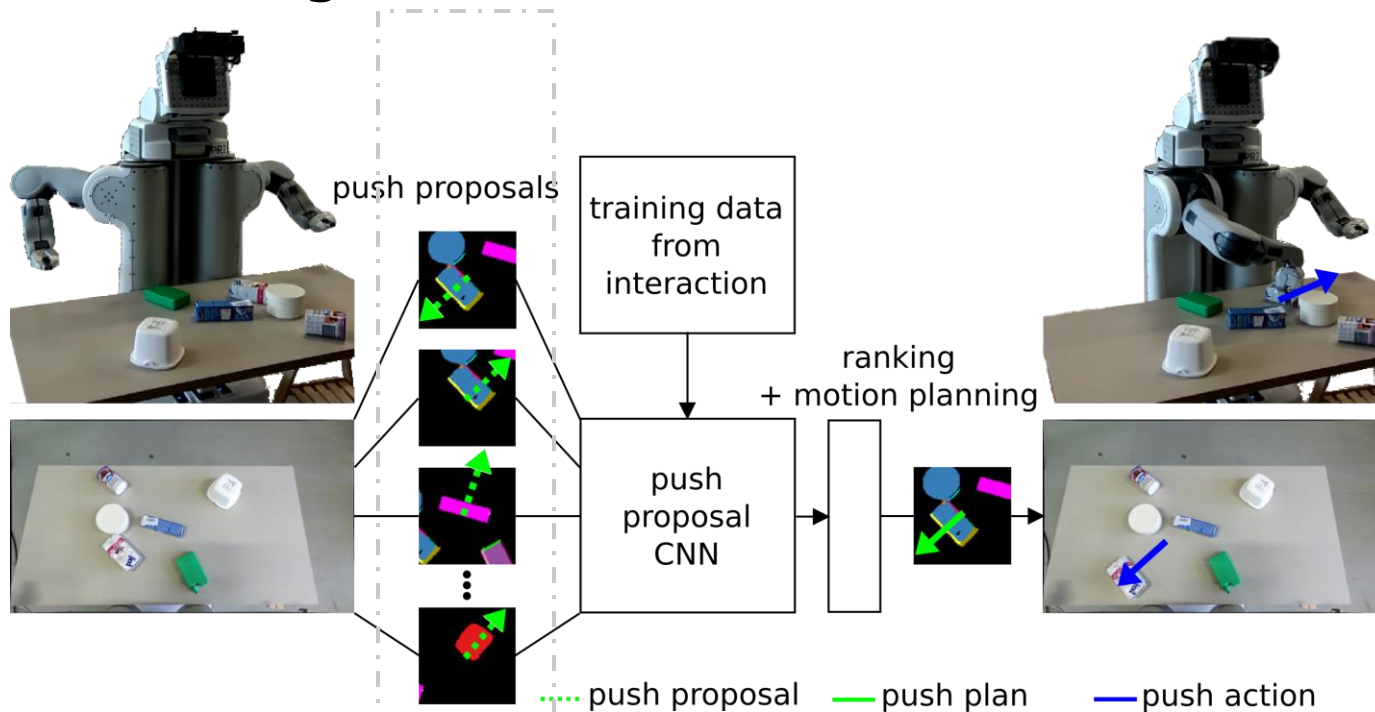 push proposals
training data
from
interaction
ranking
+ motion planning
push
proposal
CNN
push proposal
push plan
push action